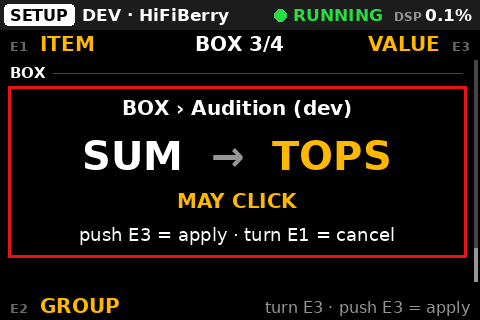 SETUP DEV · HiFiBerry RUNNING DSP 0.1%
E1 ITEM BOX 3/4 VALUE E3
BOX
BOX › Audition (dev)
SUM → TOPS
MAY CLICK
push E3 = apply · turn E1 = cancel
E2 GROUP turn E3 · push E3 = apply